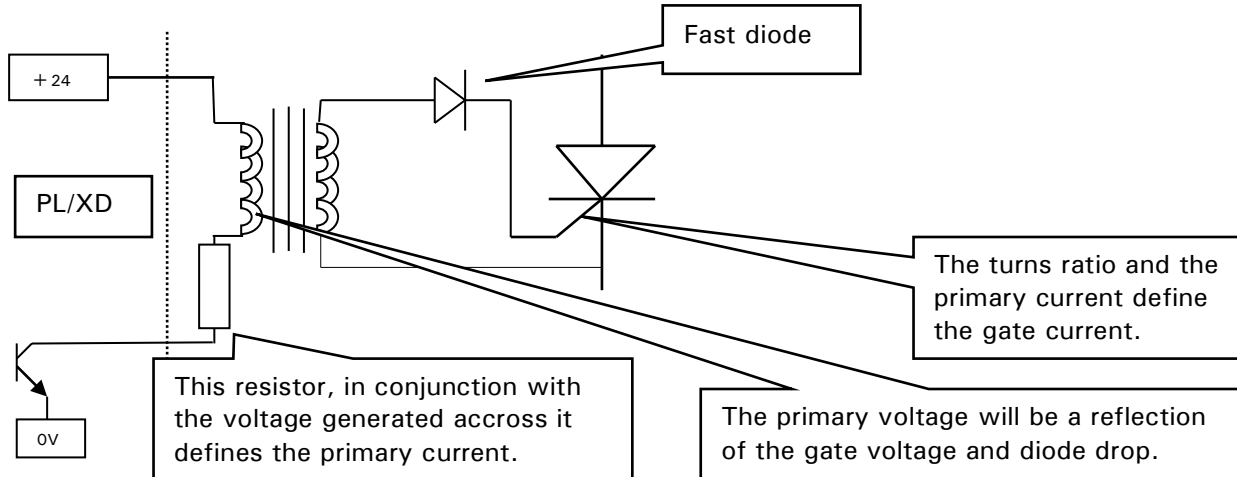 Fast diode
+24
PL/XD
The turns ratio and the
primary current define
the gate current.
This resistor, in conjunction with
the voltage generated accross it
defines the primary current.
The primary voltage will be a reflection
of the gate voltage and diode drop.
0V